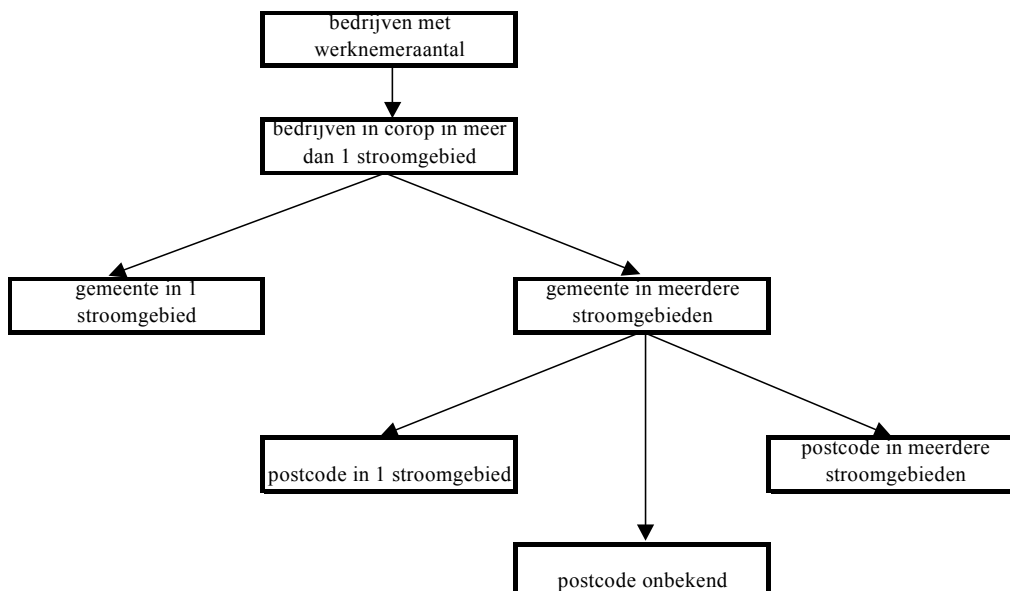 bedrijven met
werknemeraantal
bedrijven in corop in meer
dan 1 stroomgebied
gemeente in 1
stroomgebied
gemeente in meerdere
stroomgebieden
postcode in 1 stroomgebied
postcode in meerdere
stroomgebieden
postcode onbekend